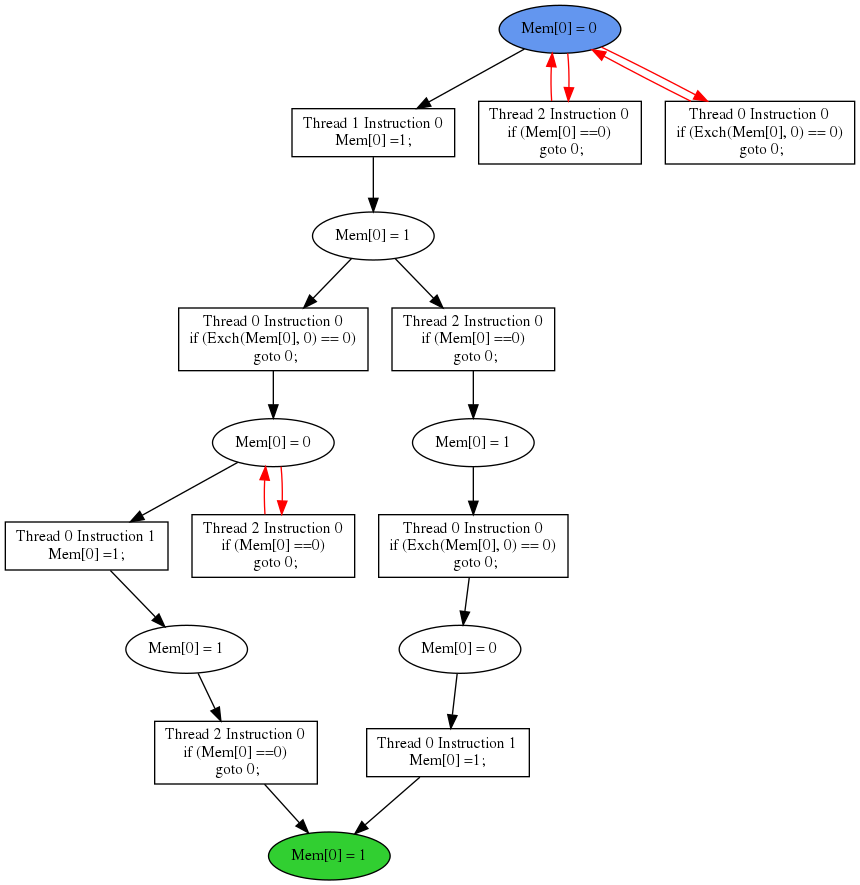 Mem[0] = 0
Thread 1 Instruction 0
Mem[0] =1;
Thread 2 Instruction 0
if (Mem[0] ==0)
goto 0;
Thread 0 Instruction 0
if (Exch(Mem[0], 0) == 0)
goto 0;
Mem[0] = 1
Thread 0 Instruction 0
if (Exch(Mem[0], 0) == 0)
goto 0;
Thread 2 Instruction 0
if (Mem[0] ==0)
goto 0;
Mem[0] = 0
Mem[0] = 1
Thread 0 Instruction 1
Mem[0] =1;
Thread 2 Instruction 0
if (Mem[0] ==0)
goto 0;
Thread 0 Instruction 0
if (Exch(Mem[0], 0) == 0)
goto 0;
Mem[0] = 1
Mem[0] = 0
Thread 2 Instruction 0
if (Mem[0] ==0)
goto 0;
Thread 0 Instruction 1
Mem[0] =1;
Mem[0] = 1